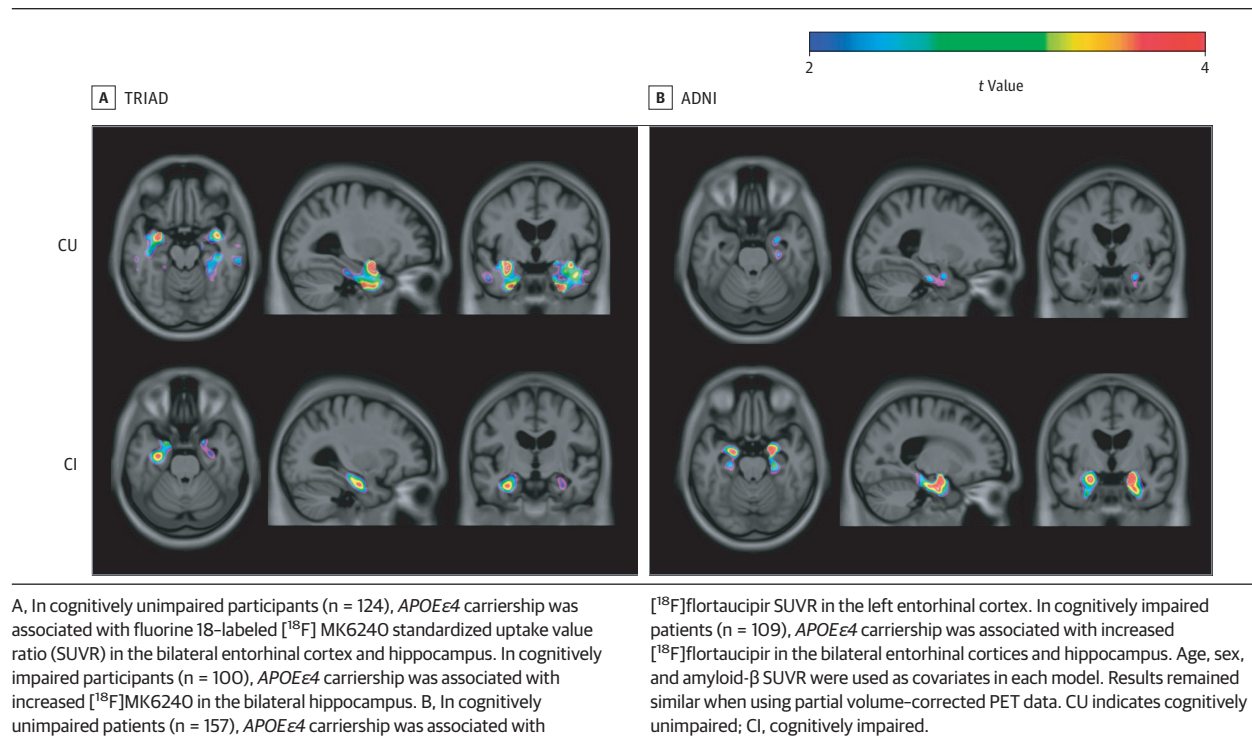 2
4
t Value
A TRIAD
B ADNI
CU
CI
A, In cognitively unimpaired participants (n = 124), APOEε4 carriership was
associated with fluorine 18–labeled [¹⁸F] MK6240 standardized uptake value
ratio (SUVR) in the bilateral entorhinal cortex and hippocampus. In cognitively
impaired participants (n = 100), APOEε4 carriership was associated with
increased [¹⁸F]MK6240 in the bilateral hippocampus. B, In cognitively
unimpaired patients (n = 157), APOEε4 carriership was associated with
[¹⁸F]flortaucipir SUVR in the left entorhinal cortex. In cognitively impaired
patients (n = 109), APOEε4 carriership was associated with increased
[¹⁸F]flortaucipir in the bilateral entorhinal cortices and hippocampus. Age, sex,
and amyloid-β SUVR were used as covariates in each model. Results remained
similar when using partial volume–corrected PET data. CU indicates cognitively
unimpaired; CI, cognitively impaired.